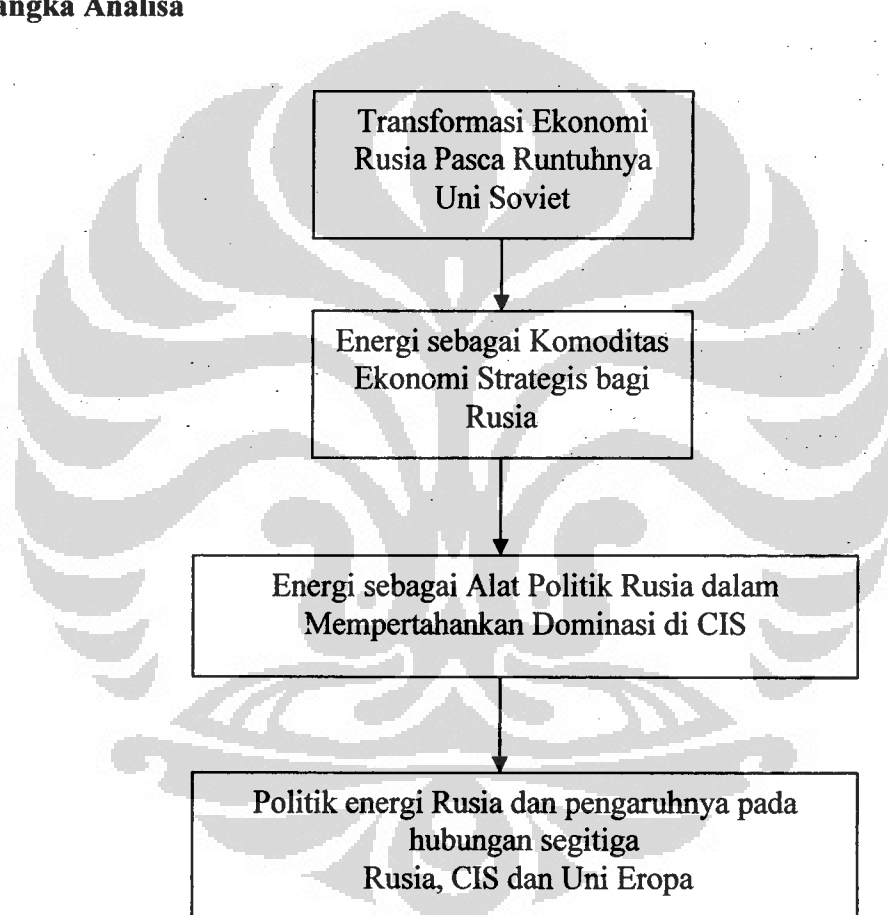 angka Analisa
Transformasi Ekonomi
Rusia Pasca Runtuhnya
Uni Soviet
Energi sebagai Komoditas
Ekonomi Strategis bagi
Rusia
Energi sebagai Alat Politik Rusia dalam
Mempertahankan Dominasi di CIS
Politik energi Rusia dan pengaruhnya pada
hubungan segitiga
Rusia, CIS dan Uni Eropa